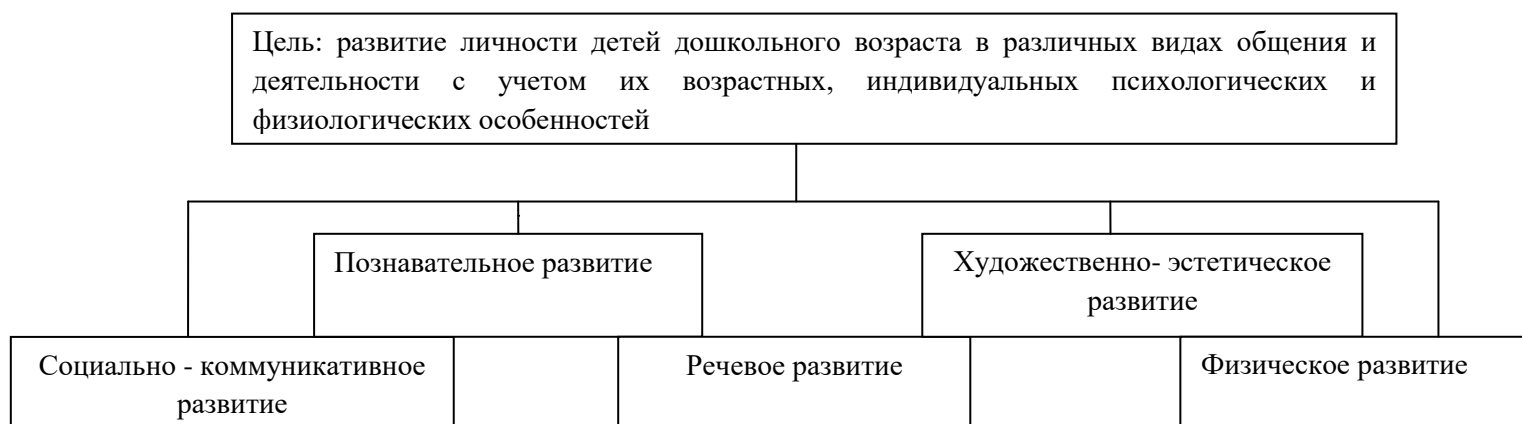 Цель: развитие личности детей дошкольного возраста в различных видах общения и
деятельности с учетом их возрастных, индивидуальных психологических и
физиологических особенностей
Познавательное развитие
Художественно- эстетическое
развитие
Социально - коммуникативное
развитие
Речевое развитие
Физическое развитие